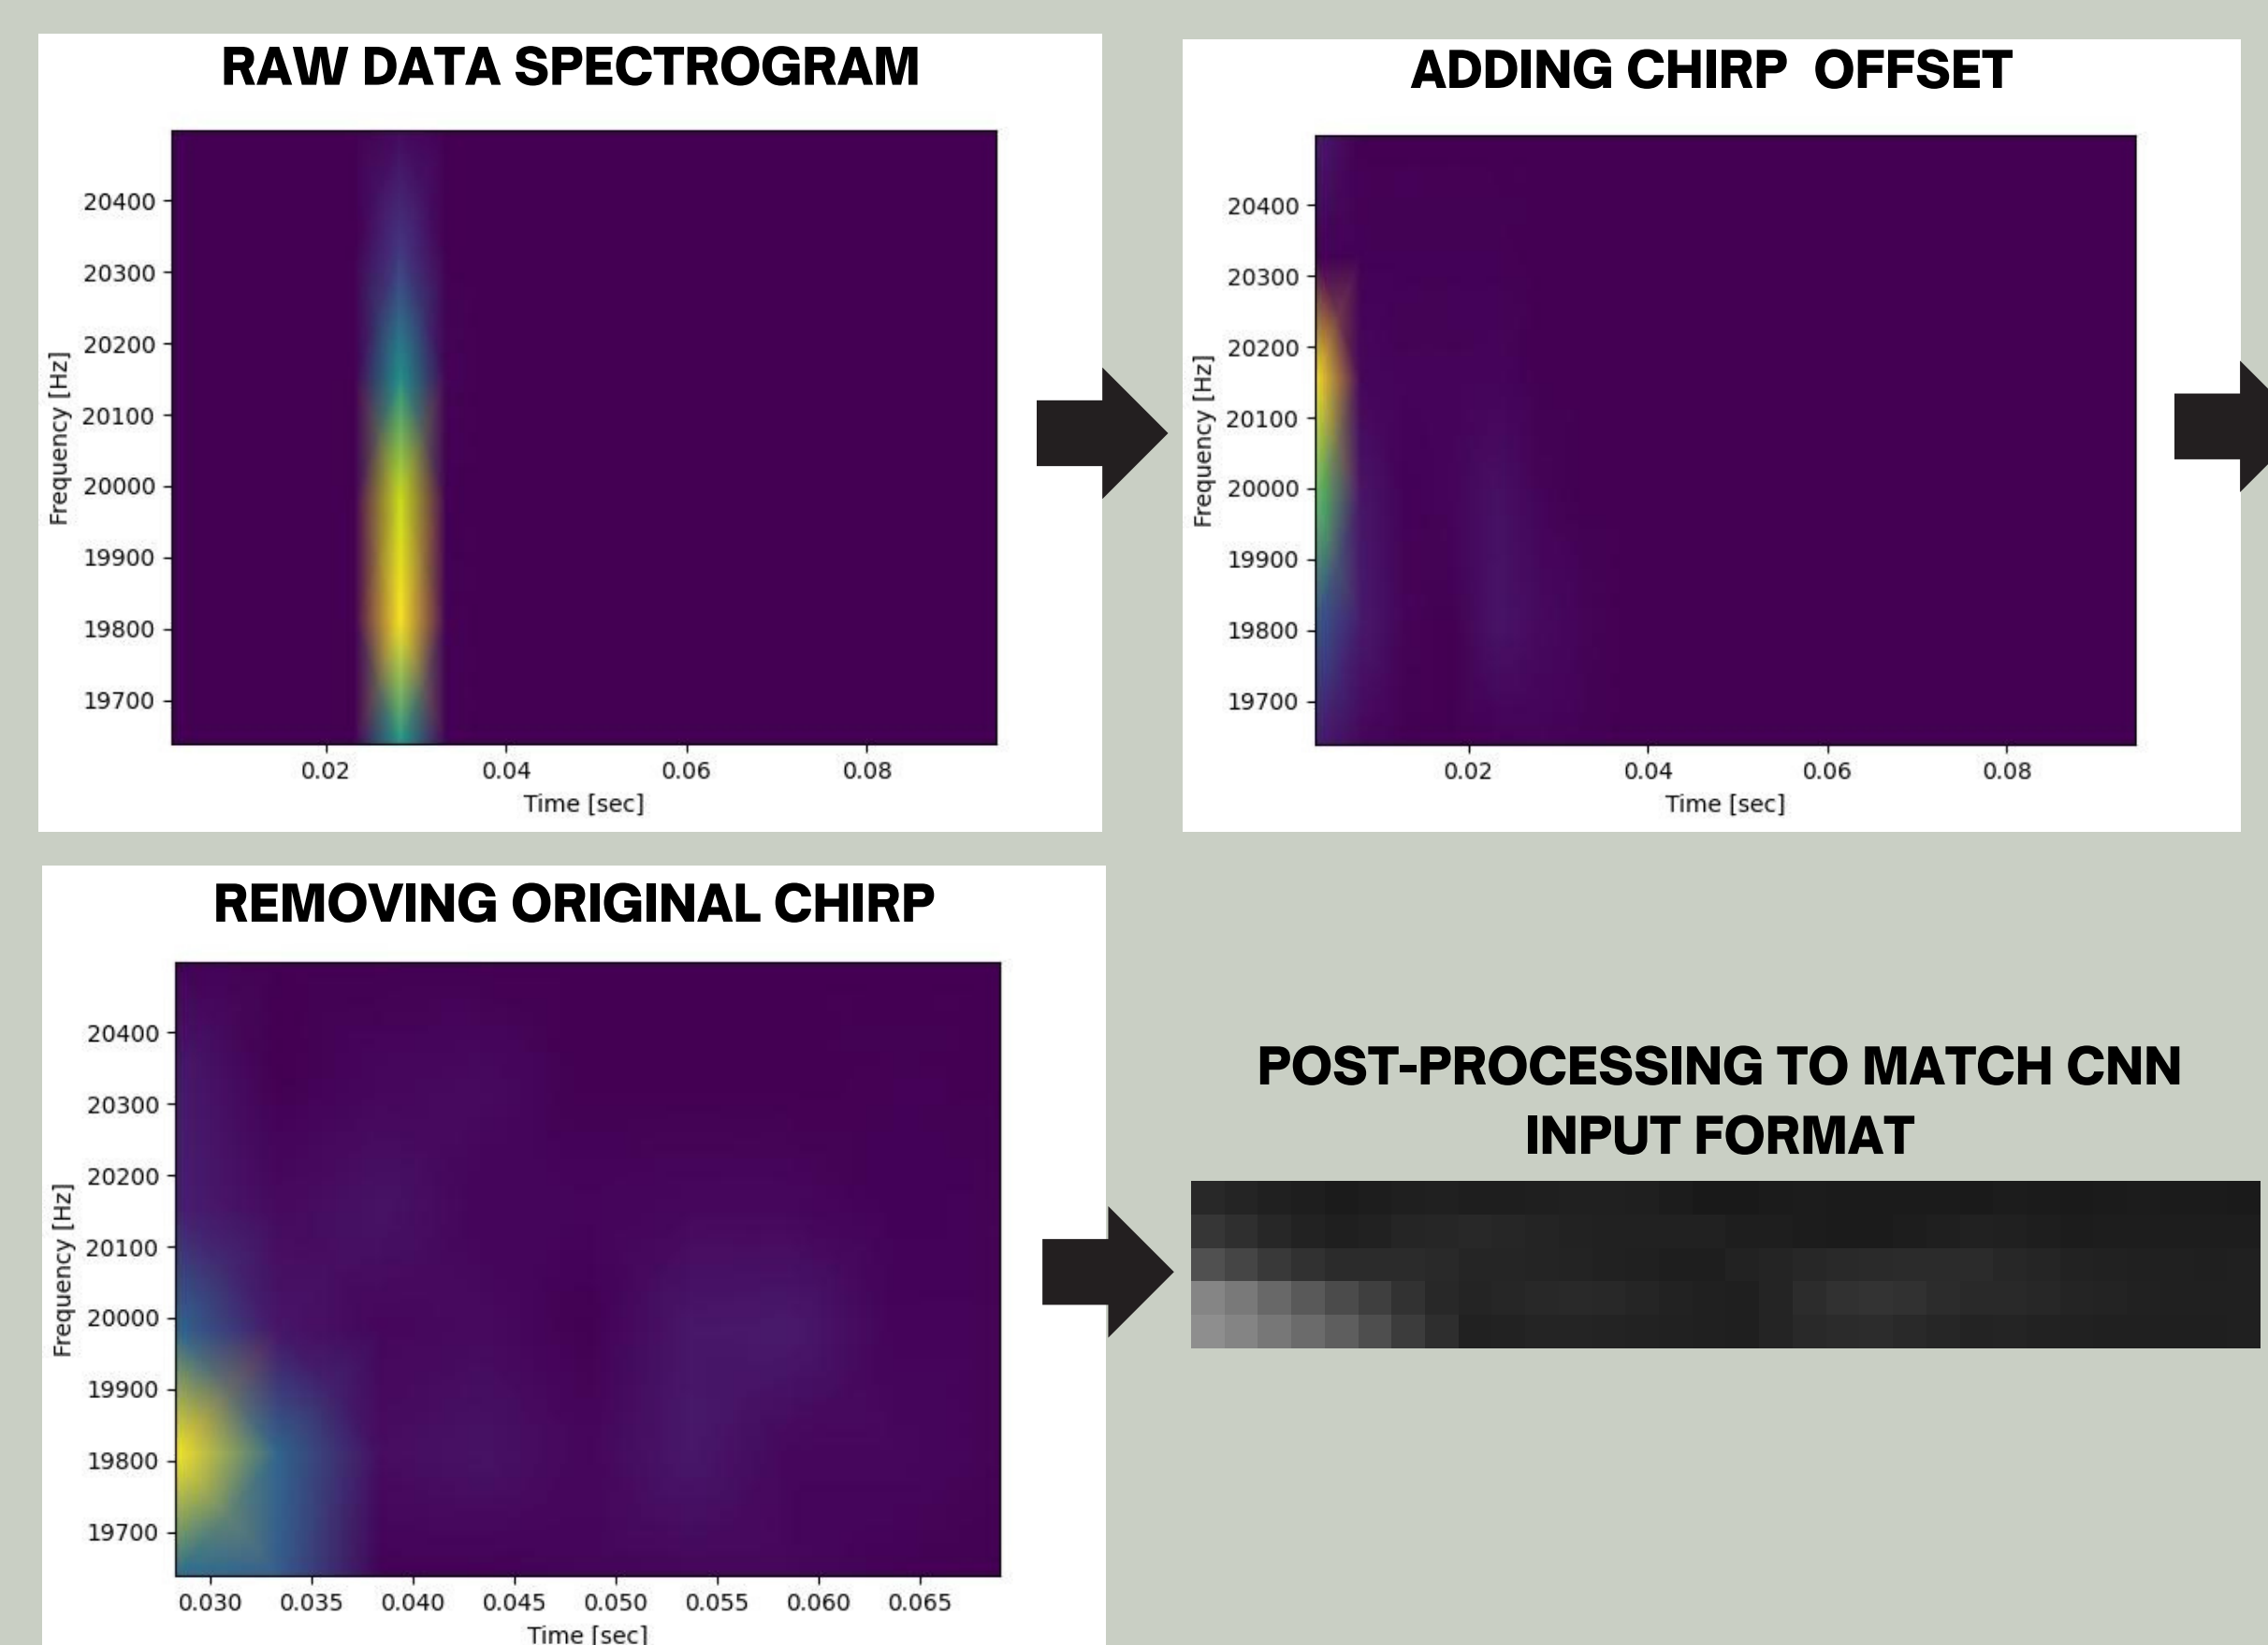 RAW DATA SPECTROGRAM
20400
20300
20200
20100
20000
19900
19800
19700
Frequency [Hz]
0.02 0.04 0.06 0.08
Time [sec]
ADDING CHIRP OFFSET
20400
20300
20200
20100
20000
19900
19800
19700
Frequency [Hz]
0.02 0.04 0.06 0.08
Time [sec]
REMOVING ORIGINAL CHIRP
20400
20300
20200
20100
20000
19900
19800
19700
Frequency [Hz]
0.030 0.035 0.040 0.045 0.050 0.055 0.060 0.065
Time [sec]
POST-PROCESSING TO MATCH CNN
INPUT FORMAT